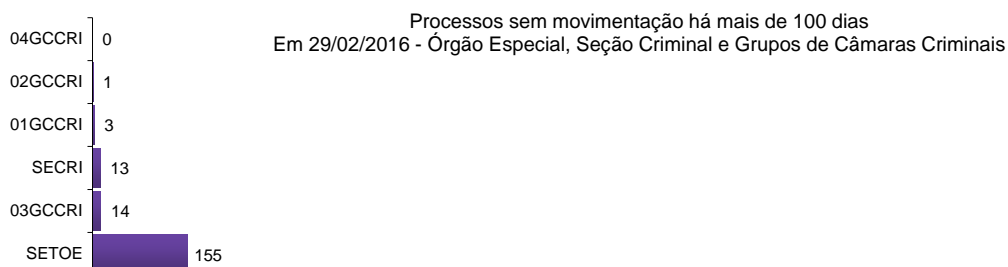 Processos sem movimentação há mais de 100 dias
Em 29/02/2016 - Órgão Especial, Seção Criminal e Grupos de Câmaras Criminais
04GCCRI 0
02GCCRI 1
01GCCRI 3
SECRI 13
03GCCRI 14
SETOE 155